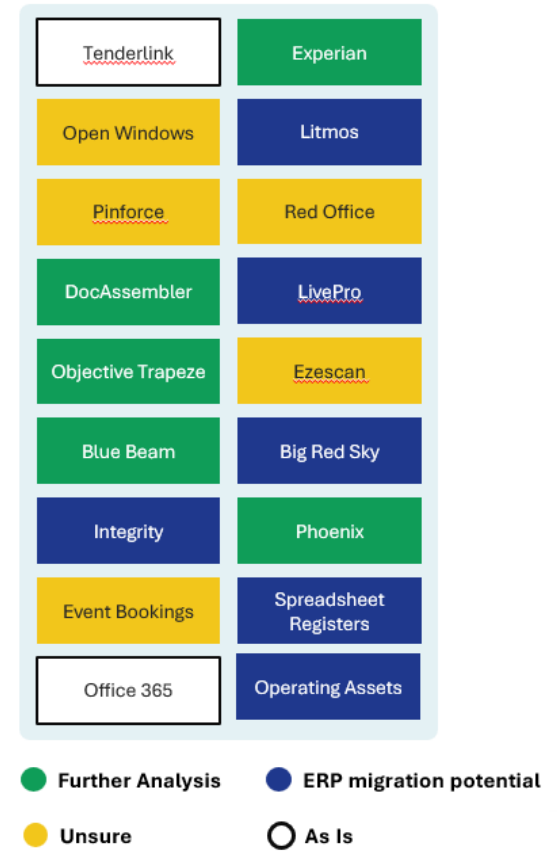 Tenderlink
Experian
Open Windows
Litmos
Pinforce
Red Office
DocAssembler
LivePro
Objective Trapeze
Ezescan
Blue Beam
Big Red Sky
Integrity
Phoenix
Event Bookings
Spreadsheet
Registers
Office 365
Operating Assets
Further Analysis
ERP migration potential
Unsure
As Is